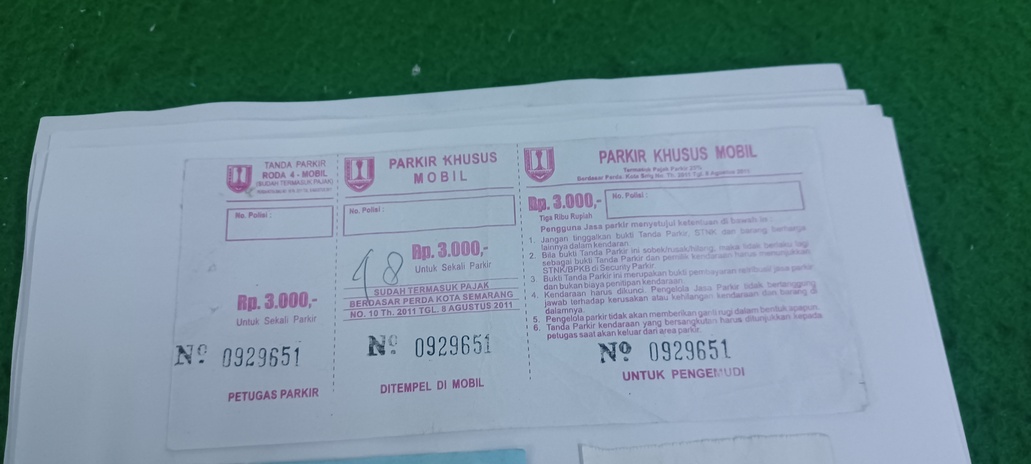 TANDA PARKIR
RODA 4 - MOBIL
(SUDAH TERMASUK PAJAK)
No. Polisi :
Rp. 3.000,-
Untuk Sekali Parkir
Nº 0929651
PETUGAS PARKIR
PARKIR KHUSUS
MOBIL
No. Polisi :
Rp. 3.000,-
Untuk Sekali Parkir
98
SUDAH TERMASUK PAJAK
BERDASAR PERDA KOTA SEMARANG
NO. 10 Th. 2011 TGL. 8 AGUSTUS 2011
Nº 0929651
DITEMPEL DI MOBIL
PARKIR KHUSUS MOBIL
Termasuk Pajak 20%
Berdasar Perda. Kota Smg No. Th. 2011 Tgl. 8 Agustus 2011
Rp. 3.000,-
Tiga Ribu Rupiah
No. Polisi :
Pengguna Jasa parkir menyetujui ketentuan di bawah ini :
1. Jangan tinggalkan bukti Tanda Parkir, STNK dan barang berharga
lainnya dalam kendaran.
2. Bila bukti Tanda Parkir ini sobek/rusak/hilang, maka tidak berlaku lagi
sebagai bukti Tanda Parkir dan pemilik kendaraan harus menunjukkan
STNK/BPKB di Security Parkir
3. Bukti Tanda Parkir ini merupakan bukti pembayaran retribusi jasa parkir
dan bukan biaya penitipan kendaraan.
4. Kendaraan harus dikunci. Pengelola Jasa Parkir tidak bertanggung
jawab terhadap kerusakan atau kehilangan kendaraan dan barang di
dalamnya.
5. Pengelola parkir tidak akan memberikan ganti rugi dalam bentuk apapun.
6. Tanda Parkir kendaraan yang bersangkutan harus ditunjukkan kepada
petugas saat akan keluar dari area parkir.
Nº 0929651
UNTUK PENGEMUDI